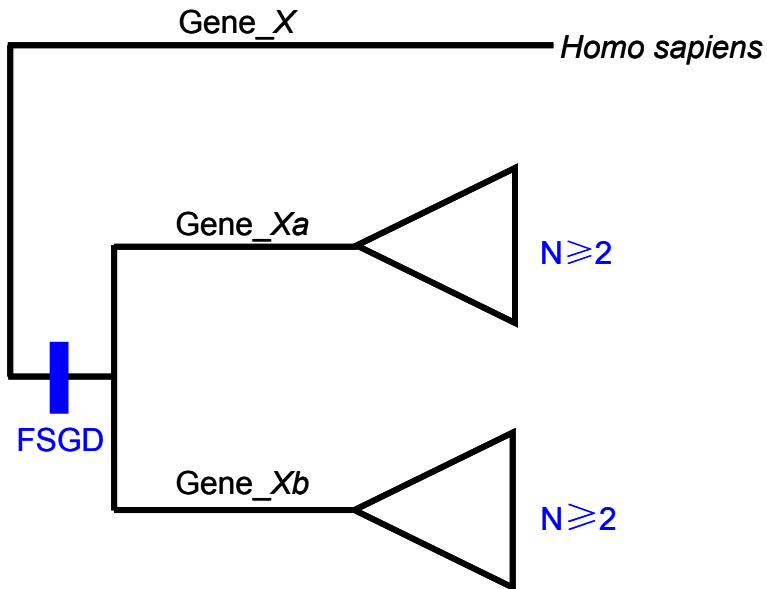 Gene_X
Homo sapiens
Gene_Xa
N⩾2
FSGD
Gene_Xb
N⩾2